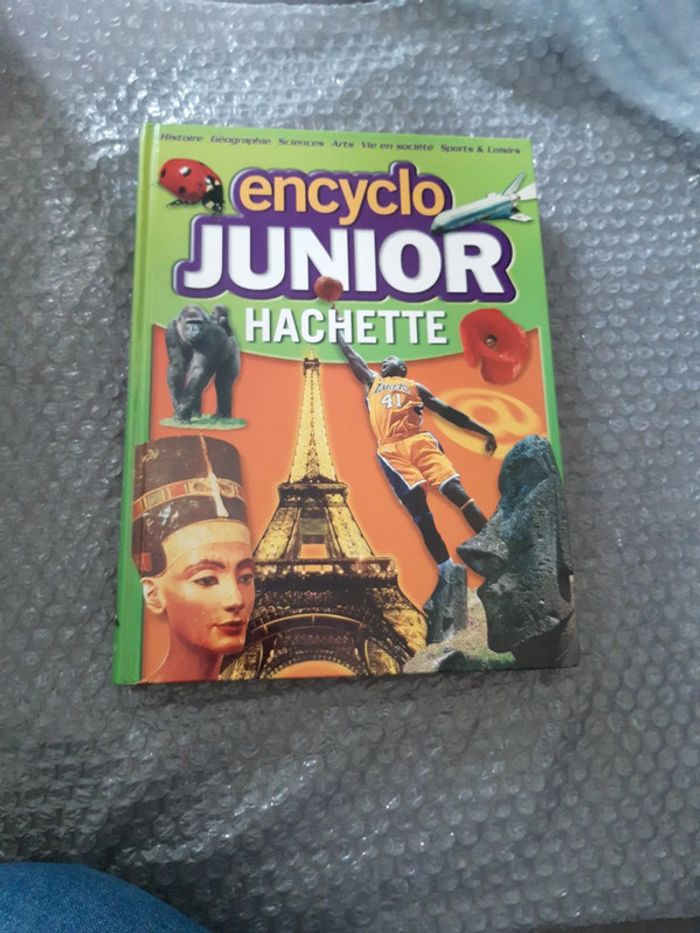 Histoire Géographie Sciences Arts Vie en société Sports & Loisirs
encyclo
JUNIOR
HACHETTE
LAKERS
41
@